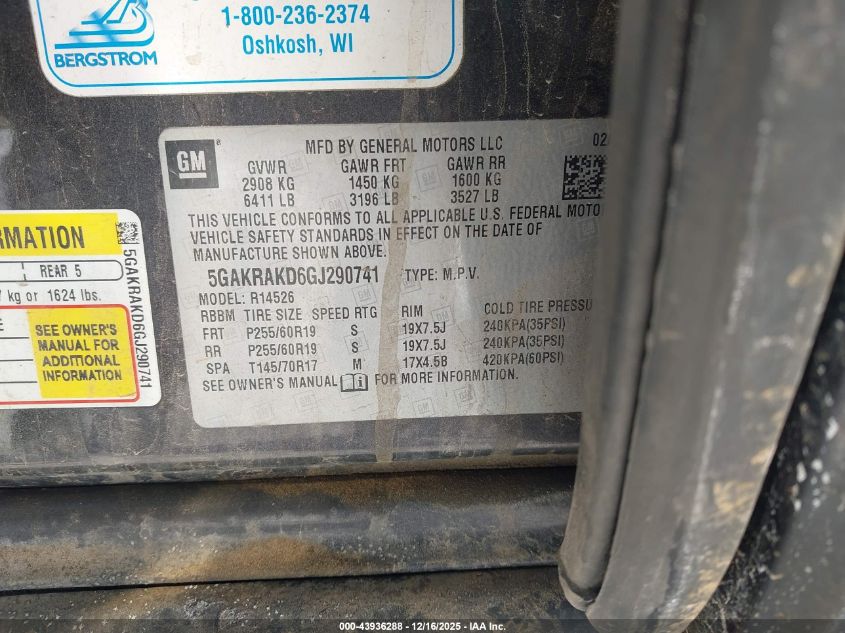 1-800-236-2374
BERGSTROM
Oshkosh, WI
GM
MFD BY GENERAL MOTORS LLC 02
GVWR GAWR FRT GAWR RR
2908 KG 1450 KG 1600 KG
6411 LB 3196 LB 3527 LB
THIS VEHICLE CONFORMS TO ALL APPLICABLE U.S. FEDERAL MOTO
VEHICLE SAFETY STANDARDS IN EFFECT ON THE DATE OF
MANUFACTURE SHOWN ABOVE.
5GAKRAKD6GJ290741 TYPE: M.P.V.
MODEL: R14526
RBBM TIRE SIZE SPEED RTG RIM COLD TIRE PRESSU
FRT P255/60R19 S 19X7.5J 240KPA(35PSI)
RR P255/60R19 S 19X7.5J 240KPA(35PSI)
SPA T145/70R17 M 17X4.5B 420KPA(60PSI)
SEE OWNER'S MANUAL FOR MORE INFORMATION.
RMATION
REAR 5
kg or 1624 lbs.
SEE OWNER'S
MANUAL FOR
ADDITIONAL
INFORMATION
5GAKRAKD6GJ290741
000-43936288 - 12/16/2025 - IAA Inc.